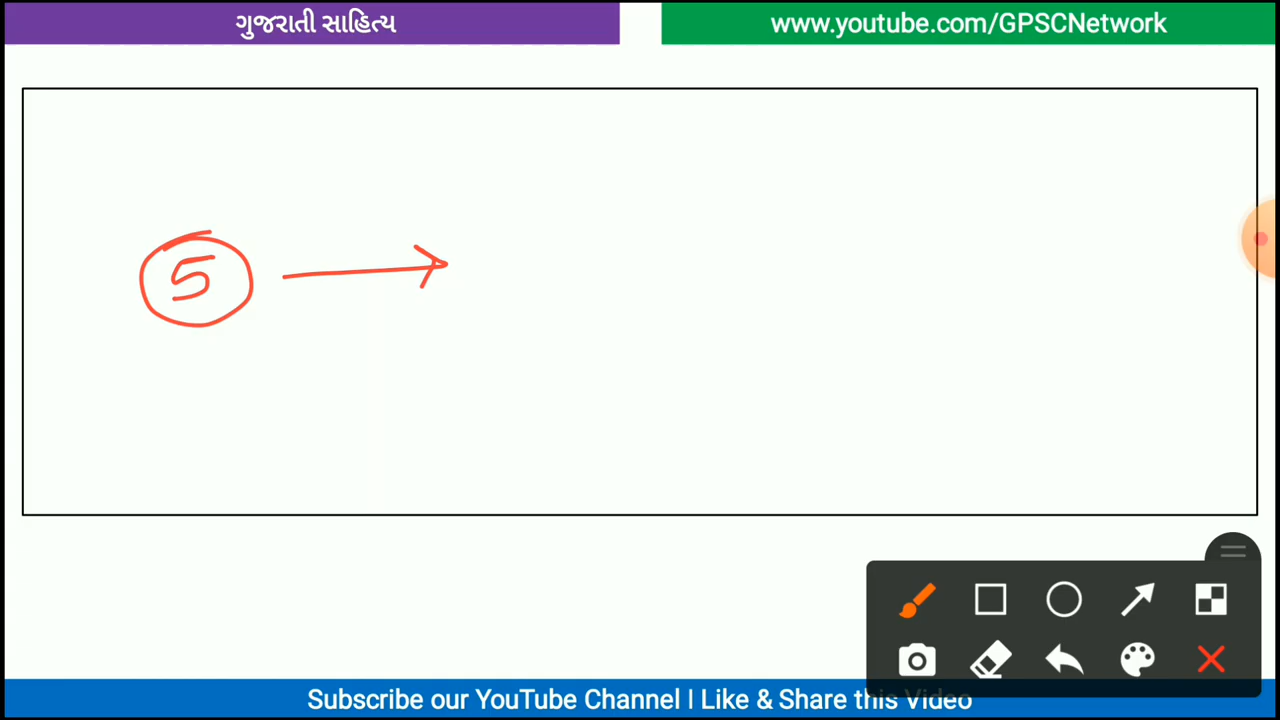 ગુજરાતી સાહિત્ય
www.youtube.com/GPSCNetwork
5
Subscribe our YouTube Channel I Like & Share this Video